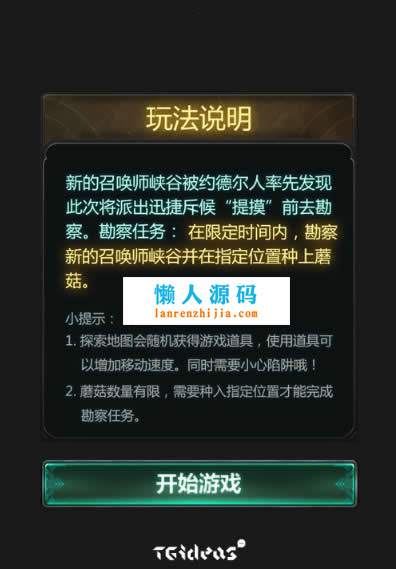 玩法说明
新的召唤师峡谷被约德尔人率先发现
此次将派出迅捷斥候“提摸”前去勘
察。勘察任务：在限定时间内，勘察
新的召唤师峡谷并在指定位置种上蘑
菇。
懒人源码
lanrenzhijia.com
小提示：
1. 探索地图会随机获得游戏道具，使用道具可
以增加移动速度。同时需要小心陷阱哦！
2. 蘑菇数量有限，需要种入指定位置才能完成
勘察任务。
开始游戏
TGideas